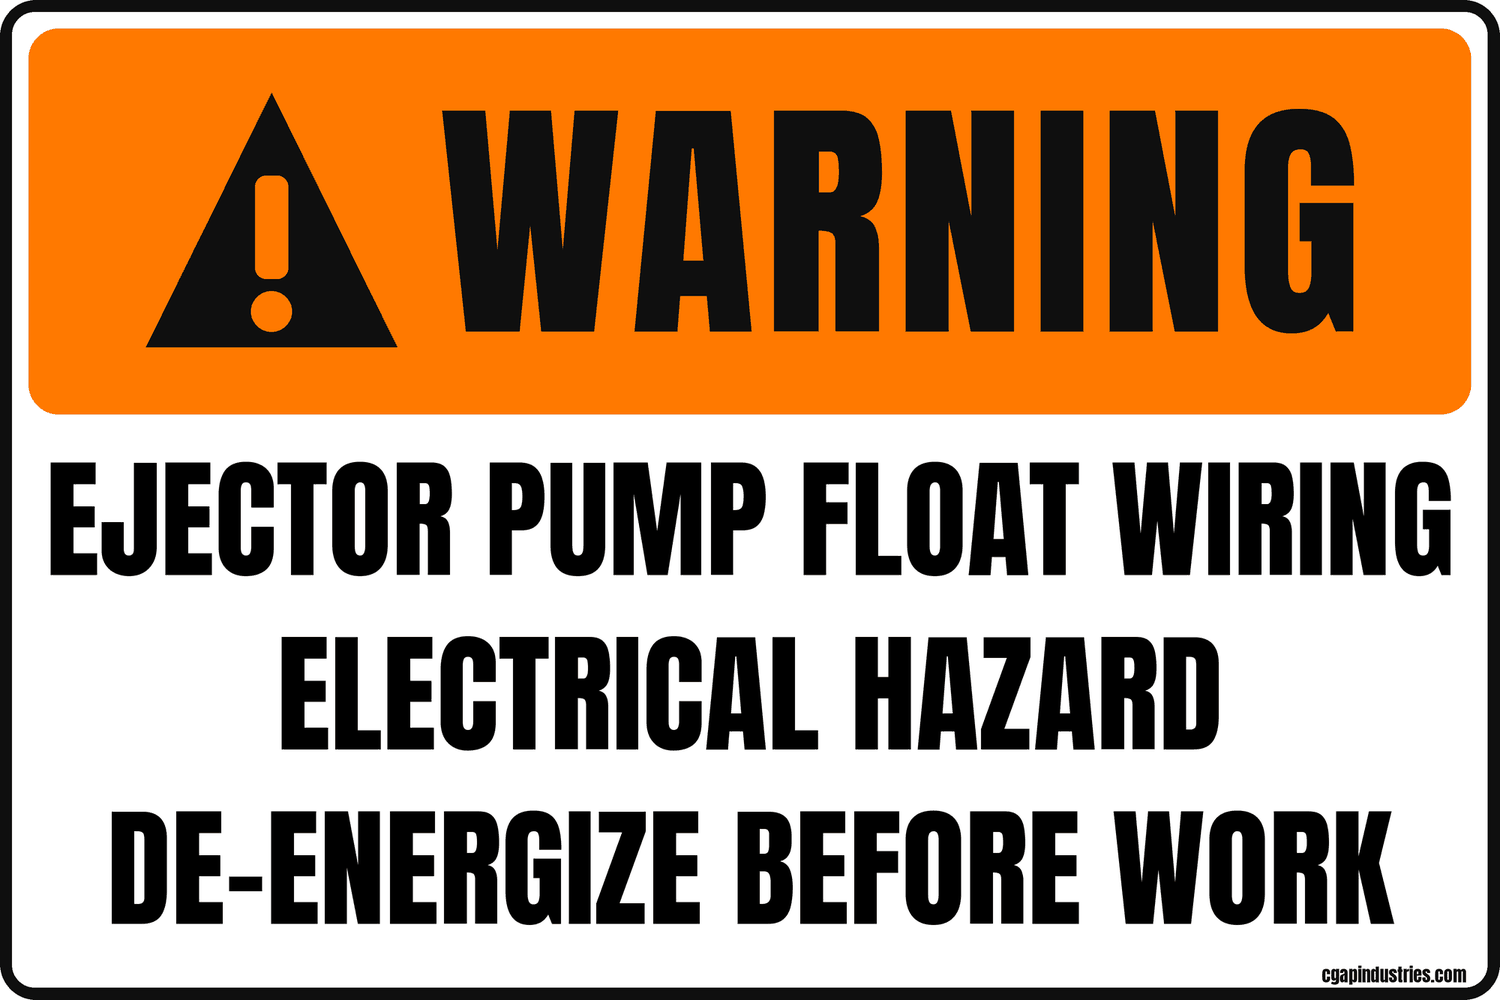 WARNING
EJECTOR PUMP FLOAT WIRING
ELECTRICAL HAZARD
DE-ENERGIZE BEFORE WORK
cgapindustries.com